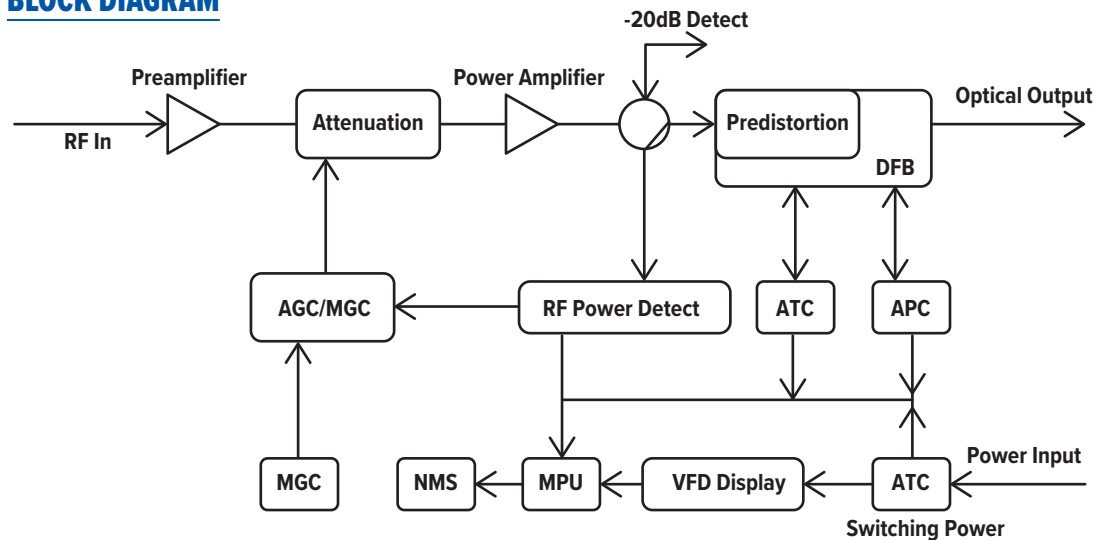 BLOCK DIAGRAM
-20dB Detect
Preamplifier
Power Amplifier
Optical Output
RF In
Attenuation
Predistortion
DFB
AGC/MGC
RF Power Detect
ATC
APC
MGC
NMS
MPU
VFD Display
ATC
Power Input
Switching Power